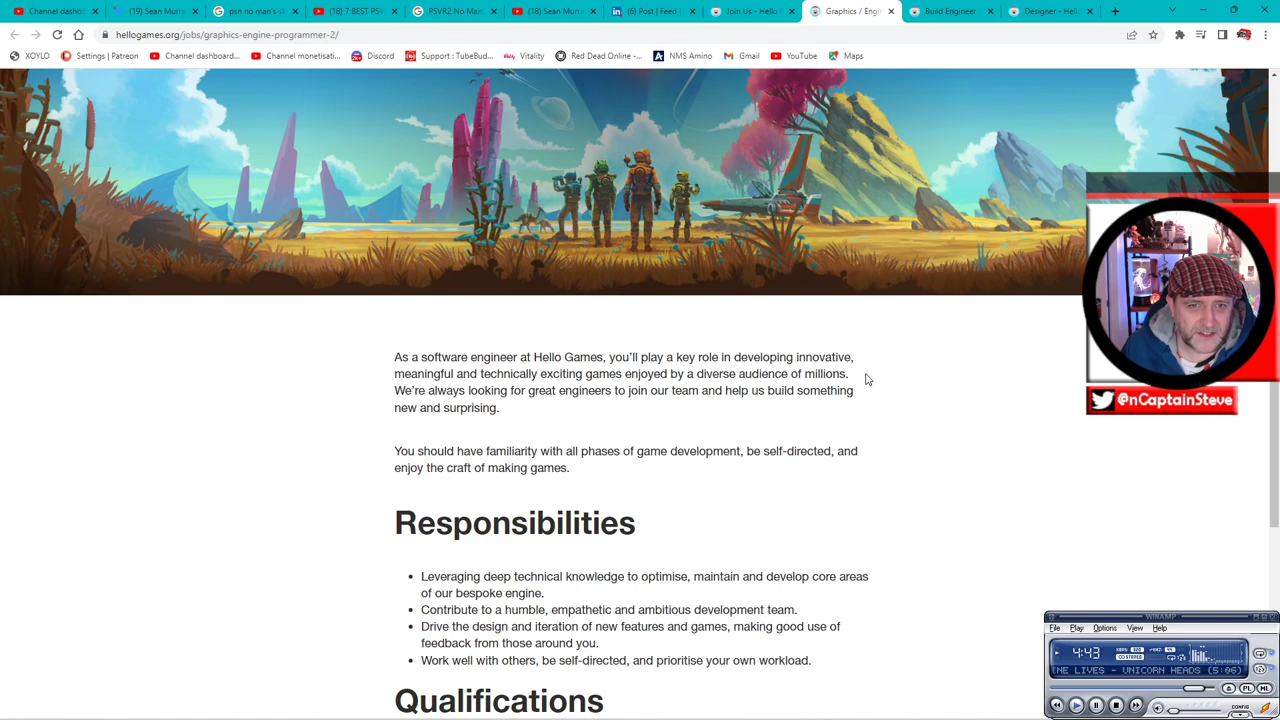 Channel dashbo
(19) Sean Murra
psn no man's sk
(18) 7 BEST PSV
PSVR2 No Man
(18) Sean Murra
(6) Post | Feed |
Join Us - Hello
Graphics / Engi
Build Engineer
Designer - Hello
hellogames.org/jobs/graphics-engine-programmer-2/
XOYLO
Settings | Patreon
Channel dashboard...
Channel monetisati...
Discord
Support : TubeBud...
Vitality
Red Dead Online -...
NMS Amino
Gmail
YouTube
Maps
As a software engineer at Hello Games, you'll play a key role in developing innovative,
meaningful and technically exciting games enjoyed by a diverse audience of millions.
We're always looking for great engineers to join our team and help us build something
new and surprising.
You should have familiarity with all phases of game development, be self-directed, and
enjoy the craft of making games.
Responsibilities
Leveraging deep technical knowledge to optimise, maintain and develop core areas
of our bespoke engine.
Contribute to a humble, empathetic and ambitious development team.
Drive the design and iteration of new features and games, making good use of
feedback from those around you.
Work well with others, be self-directed, and prioritise your own workload.
Qualifications
@nCaptainSteve
WINAMP
File Play Options View Help
4:43
STEREO
NE LIVES - UNICORN HEADS (5:06)
PL ML
CONFIG